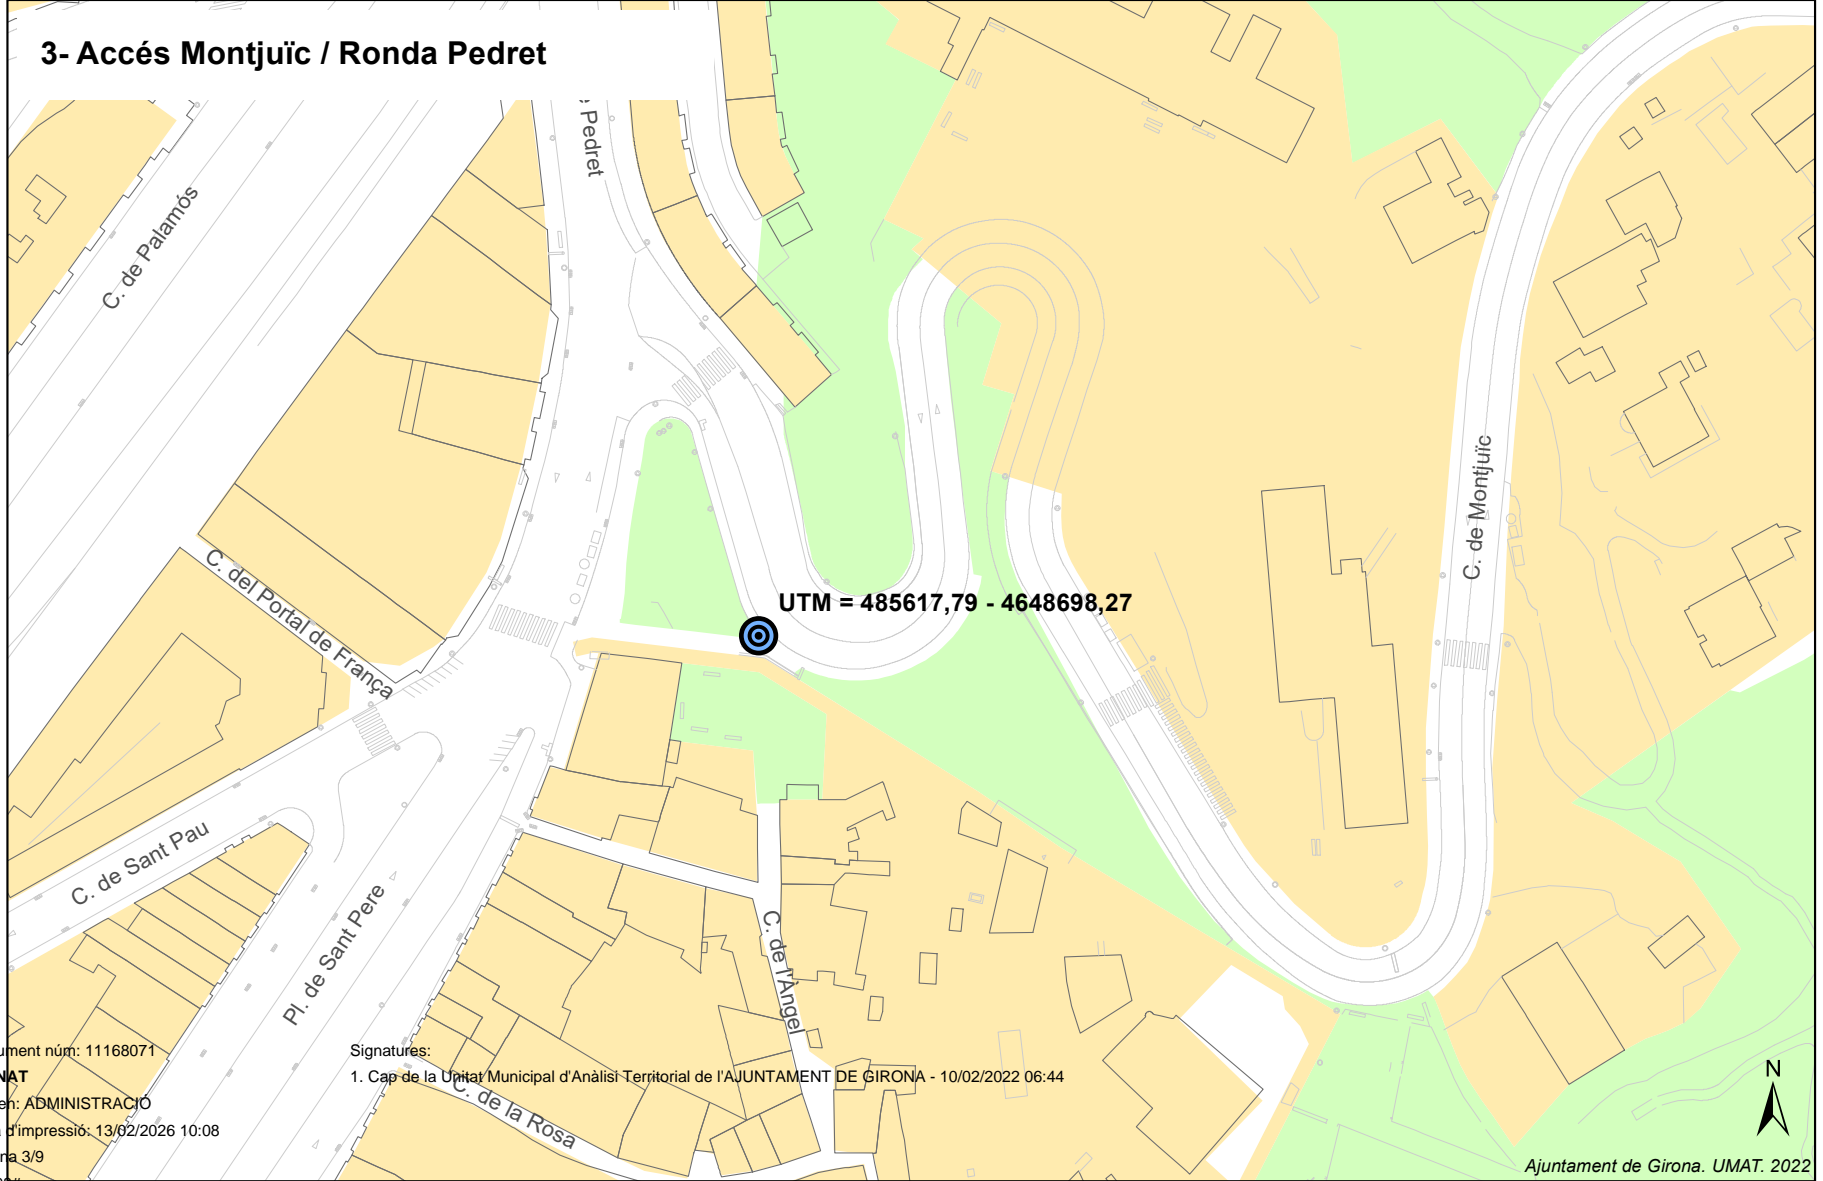 3- Accés Montjuïc / Ronda Pedret
Pedret
C. de Palamós
C. de Montjuïc
C. del Portal de França
UTM = 485617,79 - 4648698,27
C. de Sant Pau
Pl. de Sant Pere
C. de l'Àngel
C. de la Rosa
ument núm: 11168071
NAT
en: ADMINISTRACIÓ
d'impressió: 13/02/2026 10:08
na 3/9
Signatures:
1. Cap de la Unitat Municipal d'Anàlisi Territorial de l'AJUNTAMENT DE GIRONA - 10/02/2022 06:44
N
Ajuntament de Girona. UMAT. 2022